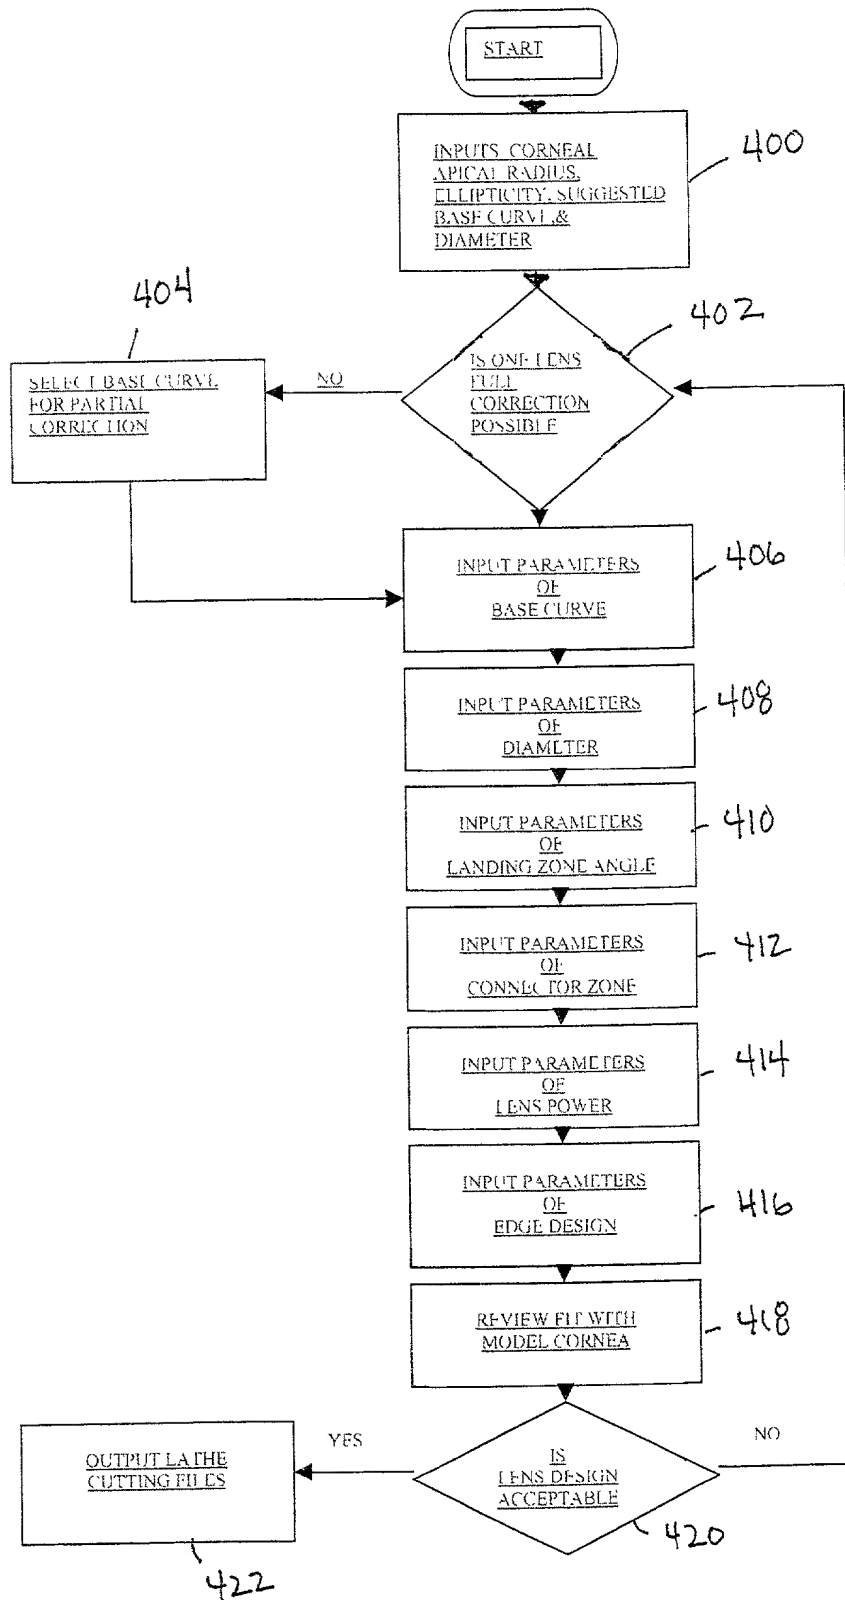 START
INPUTS CORNEAL
APICAL RADIUS,
ELLIPTICITY, SUGGESTED
BASE CURVE,&
DIAMETER
400
402
IS ONE LENS
FULL
CORRECTION
POSSIBLE
404
NO
SELECT BASE CURVE
FOR PARTIAL
CORRECTION
INPUT PARAMETERS
OF
BASE CURVE
406
INPUT PARAMETERS
OF
DIAMETER
408
INPUT PARAMETERS
OF
LANDING ZONE ANGLE
410
INPUT PARAMETERS
OF
CONNECTOR ZONE
412
INPUT PARAMETERS
OF
LENS POWER
414
INPUT PARAMETERS
OF
EDGE DESIGN
416
REVIEW FIT WITH
MODEL CORNEA
418
IS
LENS DESIGN
ACCEPTABLE
420
YES
NO
OUTPUT LATHE
CUTTING FILES
422